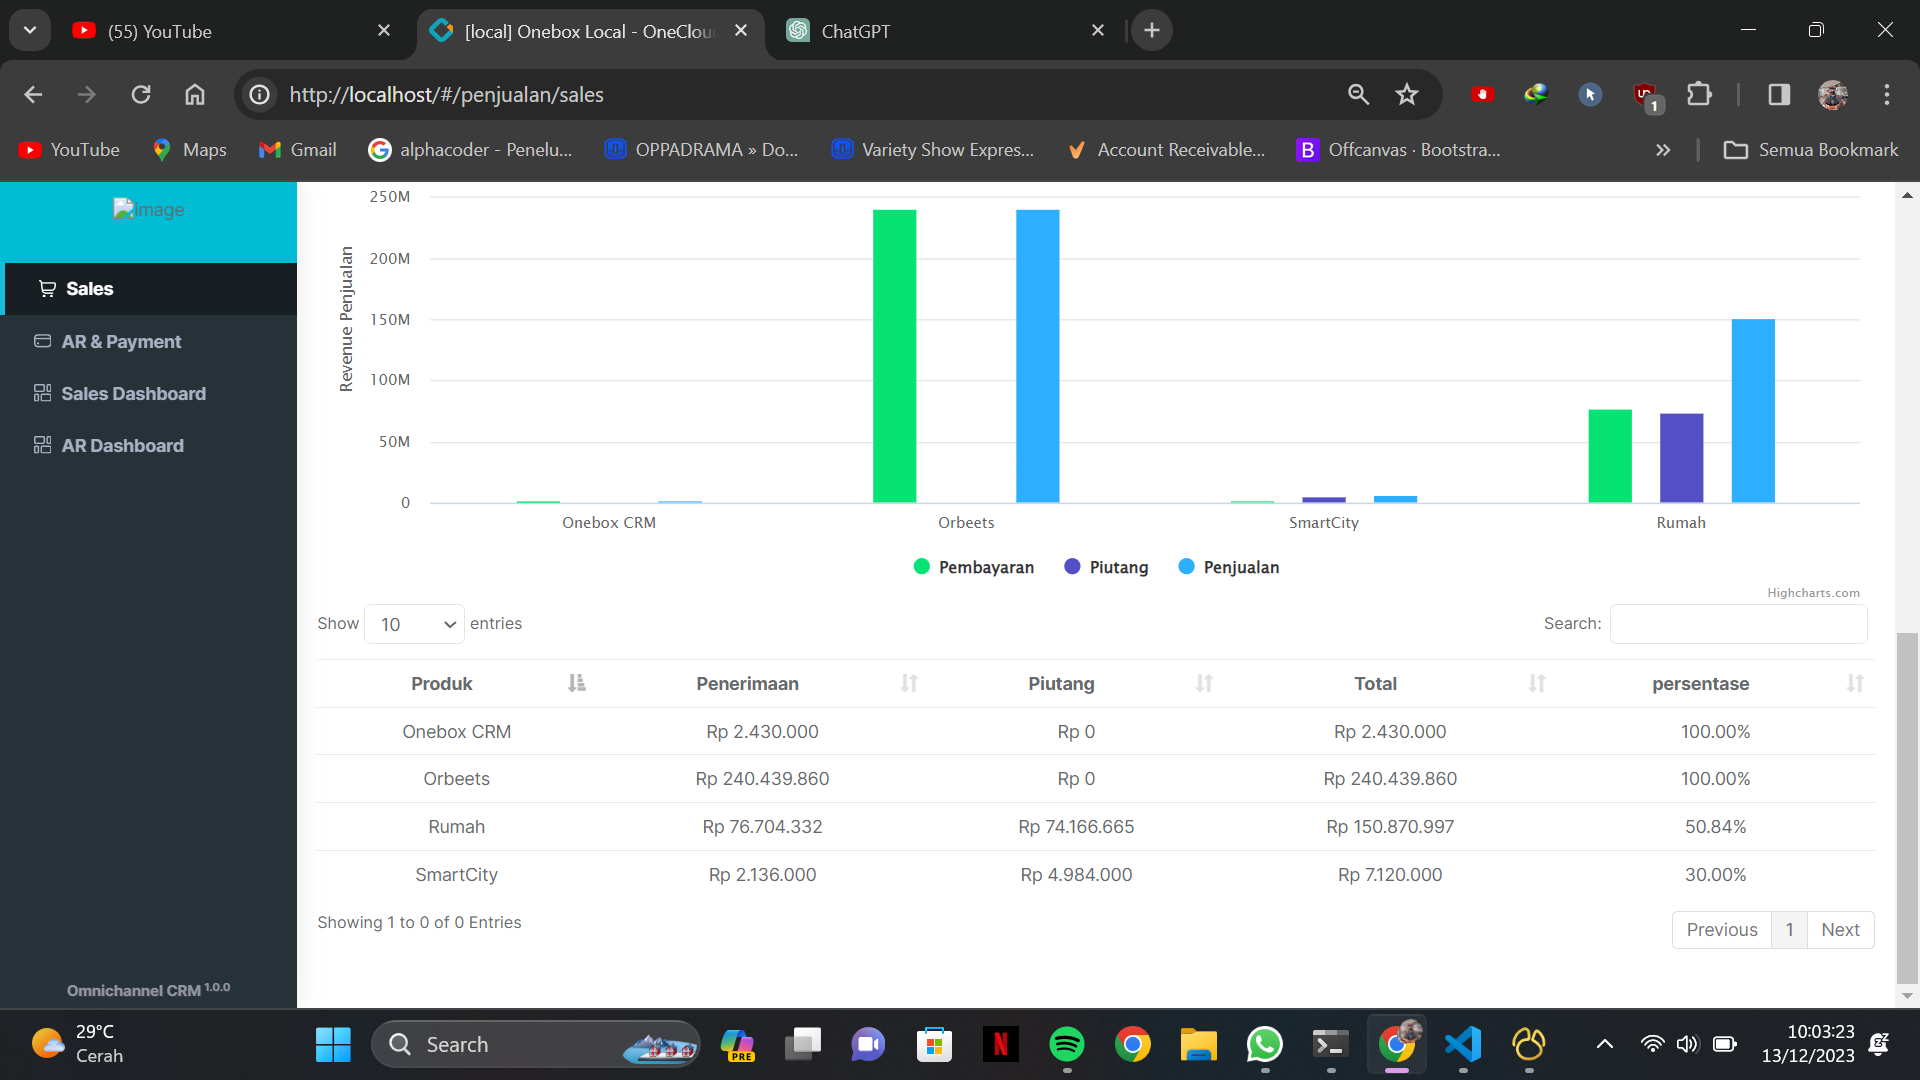 (55) YouTube
[local] Onebox Local - OneClou
ChatGPT
http://localhost/#/penjualan/sales
1
YouTube
Maps
Gmail
alphacoder - Penelu...
OPPADRAMA » Do...
Variety Show Expres...
Account Receivable...
Offcanvas · Bootstra...
Semua Bookmark
image
Sales
AR & Payment
Sales Dashboard
AR Dashboard
Omnichannel CRM 1.0.0
Revenue Penjualan
250M
200M
150M
100M
50M
0
Onebox CRM
Orbeets
SmartCity
Rumah
Pembayaran
Piutang
Penjualan
Highcharts.com
Show 10 entries
Search:
Produk Penerimaan Piutang Total persentase
Onebox CRM Rp 2.430.000 Rp 0 Rp 2.430.000 100.00%
Orbeets Rp 240.439.860 Rp 0 Rp 240.439.860 100.00%
Rumah Rp 76.704.332 Rp 74.166.665 Rp 150.870.997 50.84%
SmartCity Rp 2.136.000 Rp 4.984.000 Rp 7.120.000 30.00%
Showing 1 to 0 of 0 Entries
Previous 1 Next
29°C
Cerah
Search
PRE
10:03:23
13/12/2023